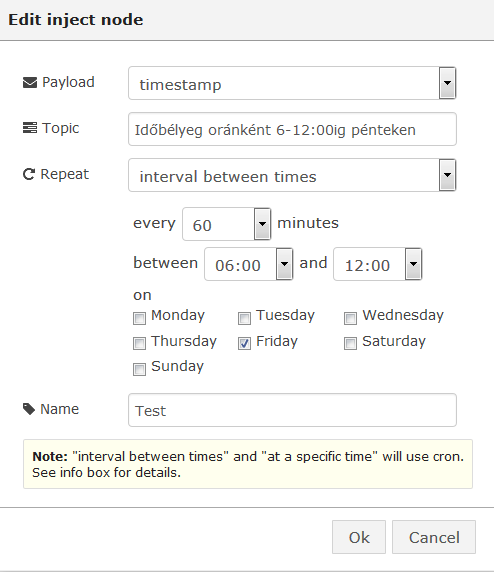 Edit inject node
Payload timestamp
Topic Időbélyeg oránként 6-12:00ig pénteken
Repeat interval between times
every 60 minutes
between 06:00 and 12:00
on
Monday Tuesday Wednesday
Thursday Friday Saturday
Sunday
Name Test
Note: "interval between times" and "at a specific time" will use cron.
See info box for details.
Ok Cancel